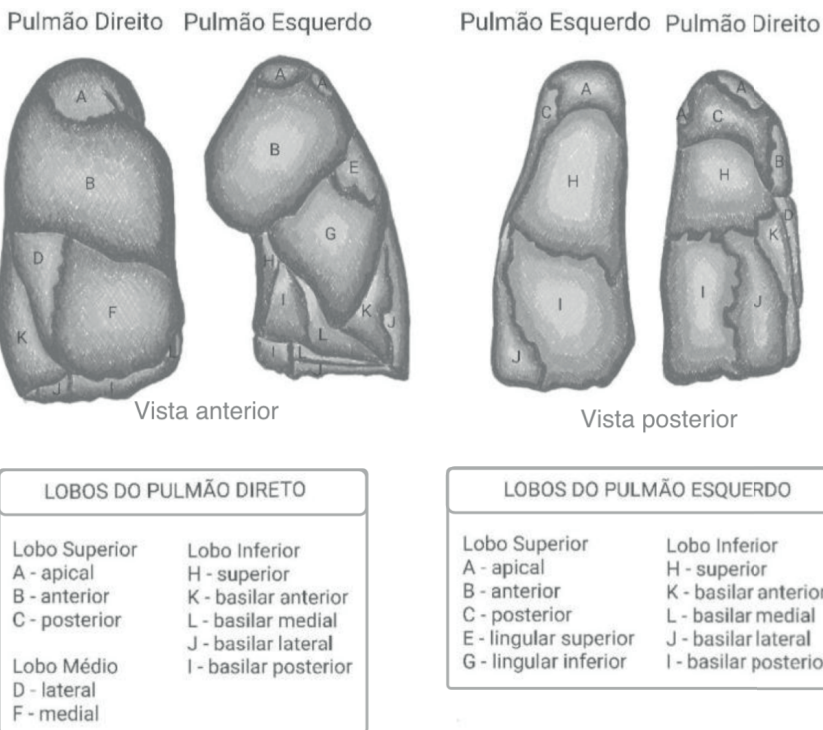 Pulmão Direito Pulmão Esquerdo
A
B
D
F
K
J
I
L
A
A
B
E
G
H
I
L
K
J
I
L
J
Vista anterior
Pulmão Esquerdo Pulmão Direito
A
C
H
I
J
A
A
C
B
H
D
K
I
J
Vista posterior
LOBOS DO PULMÃO DIRETO
Lobo Superior
A - apical
B - anterior
C - posterior
Lobo Médio
D - lateral
F - medial
Lobo Inferior
H - superior
K - basilar anterior
L - basilar medial
J - basilar lateral
I - basilar posterior
LOBOS DO PULMÃO ESQUERDO
Lobo Superior
A - apical
B - anterior
C - posterior
E - lingular superior
G - lingular inferior
Lobo Inferior
H - superior
K - basilar anterior
L - basilar medial
J - basilar lateral
I - basilar posterio